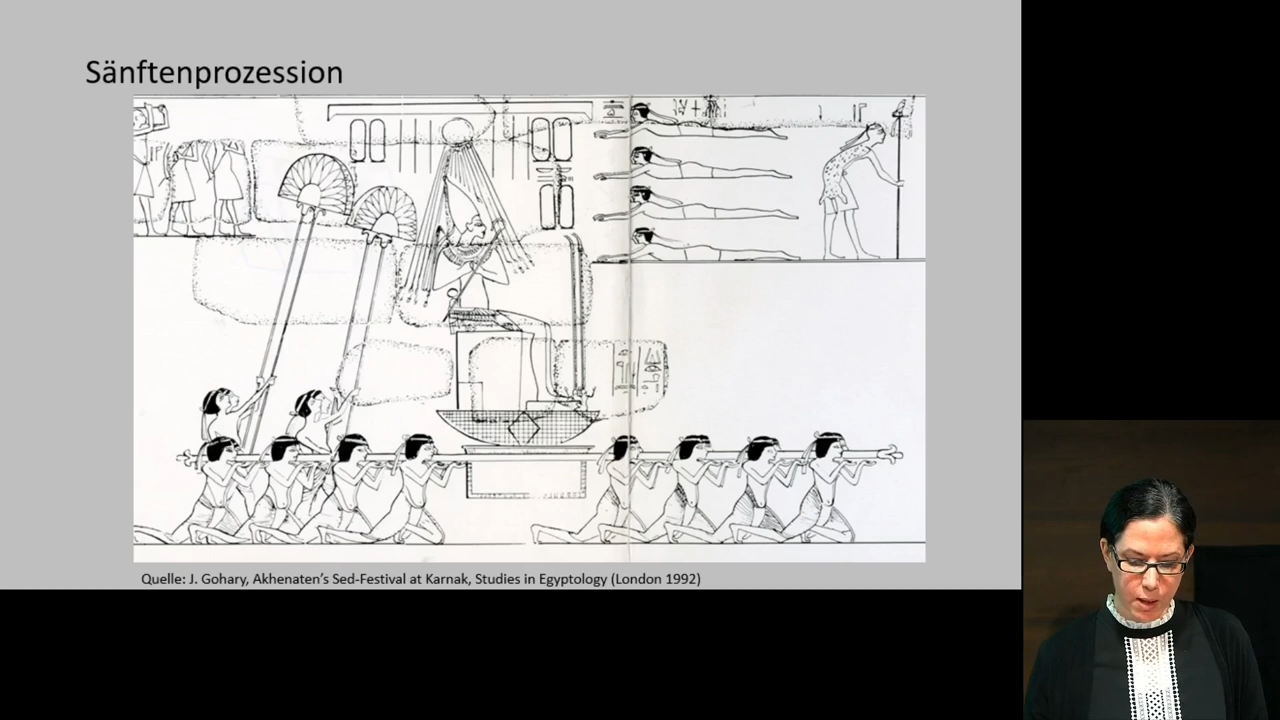 Sänftenprozession
Quelle: J. Gohary, Akhenaten's Sed-Festival at Karnak, Studies in Egyptology (London 1992)